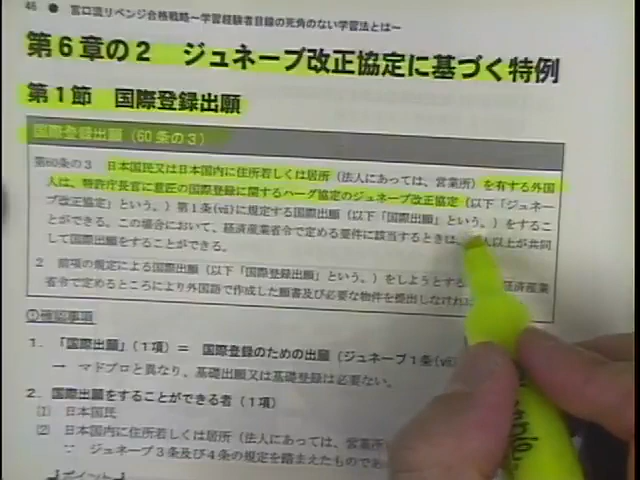 46 ● 宮口流リベンジ合格戦略〜学習経験者目線の死角のない学習法とは〜
第6章の2 ジュネーブ改正協定に基づく特例
第1節 国際登録出願
国際登録出願(60条の3)
第60条の3 日本国民又は日本国内に住所若しくは居所(法人にあっては、営業所)を有する外国
人は、特許庁長官に意匠の国際登録に関するハーグ協定のジュネーブ改正協定(以下「ジュネー
ブ改正協定」という。)第1条(vii)に規定する国際出願(以下「国際出願」という。)をするこ
とができる。この場合において、経済産業省令で定める要件に該当するときは、人以上が共同
して国際出願をすることができる。
2 前項の規定による国際出願(以下「国際登録出願」という。)をしようとする経済産業
省令で定めるところにより外国語で作成した願書及び必要な物件を提出しなけれ
①確認事項
1. 「国際出願」(1項)= 国際登録のための出願(ジュネーブ1条(vii)
→ マドプロと異なり、基礎出願又は基礎登録は必要ない。
2. 国際出願をすることができる者(1項)
(1) 日本国民
(2) 日本国内に住所若しくは居所(法人にあっては、営業所
∵ ジュネーブ3条及び4条の規定を踏まえたものであ
【ポイント】